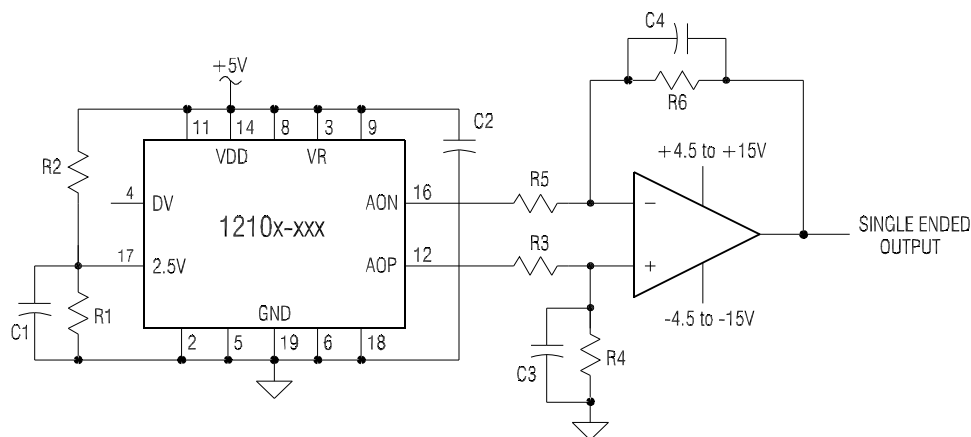 C4
+5V
R6
C2
11 14 8 3 9
VDD VR
+4.5 to +15V
R2
R5
4 DV
AON 16
−
1210x-xxx
SINGLE ENDED
OUTPUT
R3
17 2.5V
AOP 12
+
C1
R1
GND
-4.5 to -15V
2 5 19 6 18
C3
R4